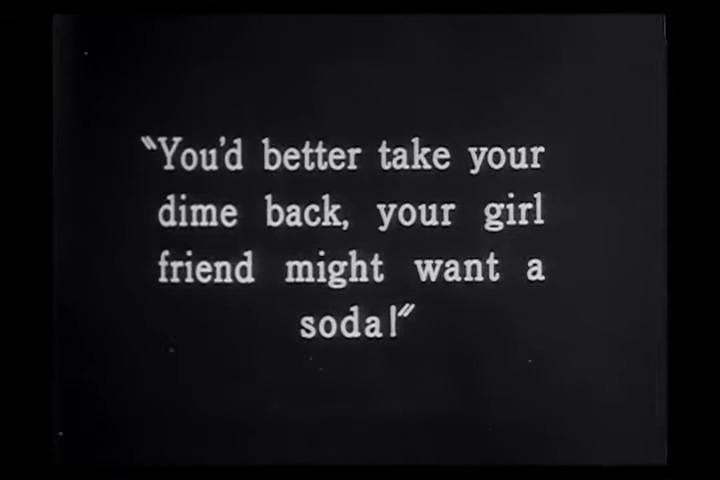 "You'd better take your
dime back, your girl
friend might want a
soda!"